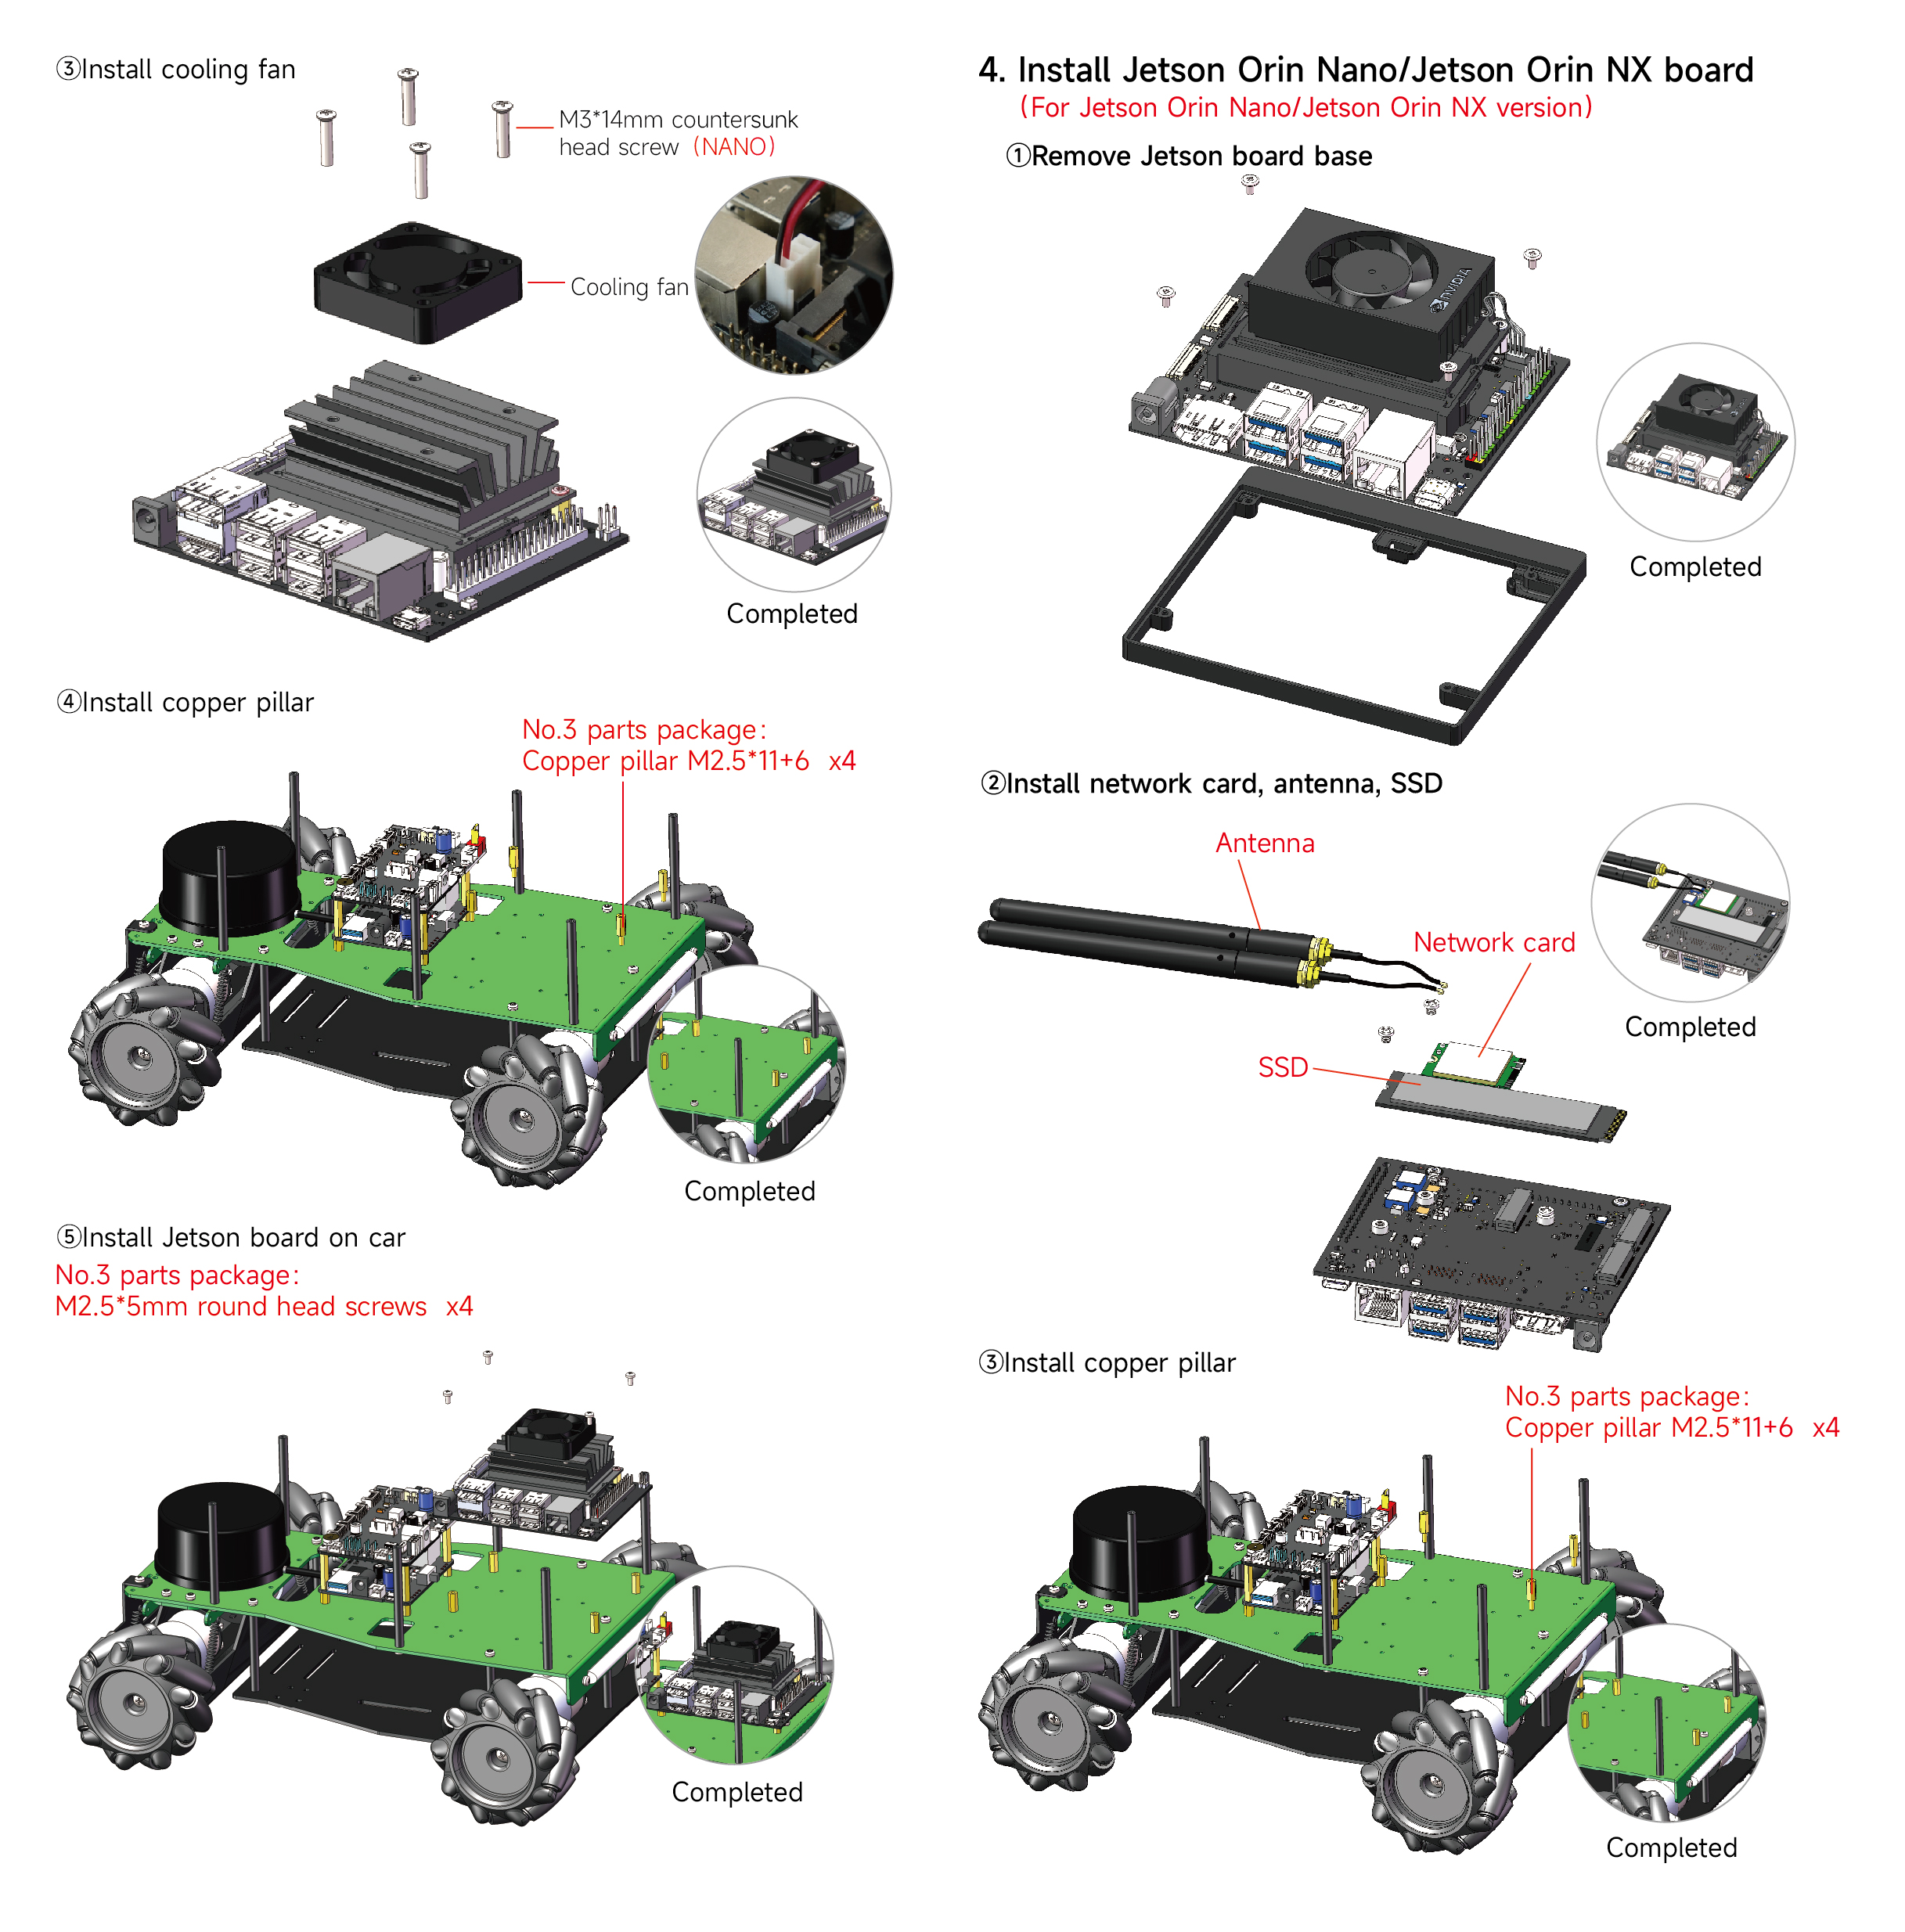 ③Install cooling fan
M3*14mm countersunk
head screw（NANO）
Cooling fan
Completed
④Install copper pillar
No.3 parts package：
Copper pillar M2.5*11+6 x4
Completed
⑤Install Jetson board on car
No.3 parts package：
M2.5*5mm round head screws x4
Completed
4. Install Jetson Orin Nano/Jetson Orin NX board
（For Jetson Orin Nano/Jetson Orin NX version）
①Remove Jetson board base
NVIDIA
Completed
②Install network card, antenna, SSD
Antenna
Network card
SSD
Completed
③Install copper pillar
No.3 parts package：
Copper pillar M2.5*11+6 x4
Completed